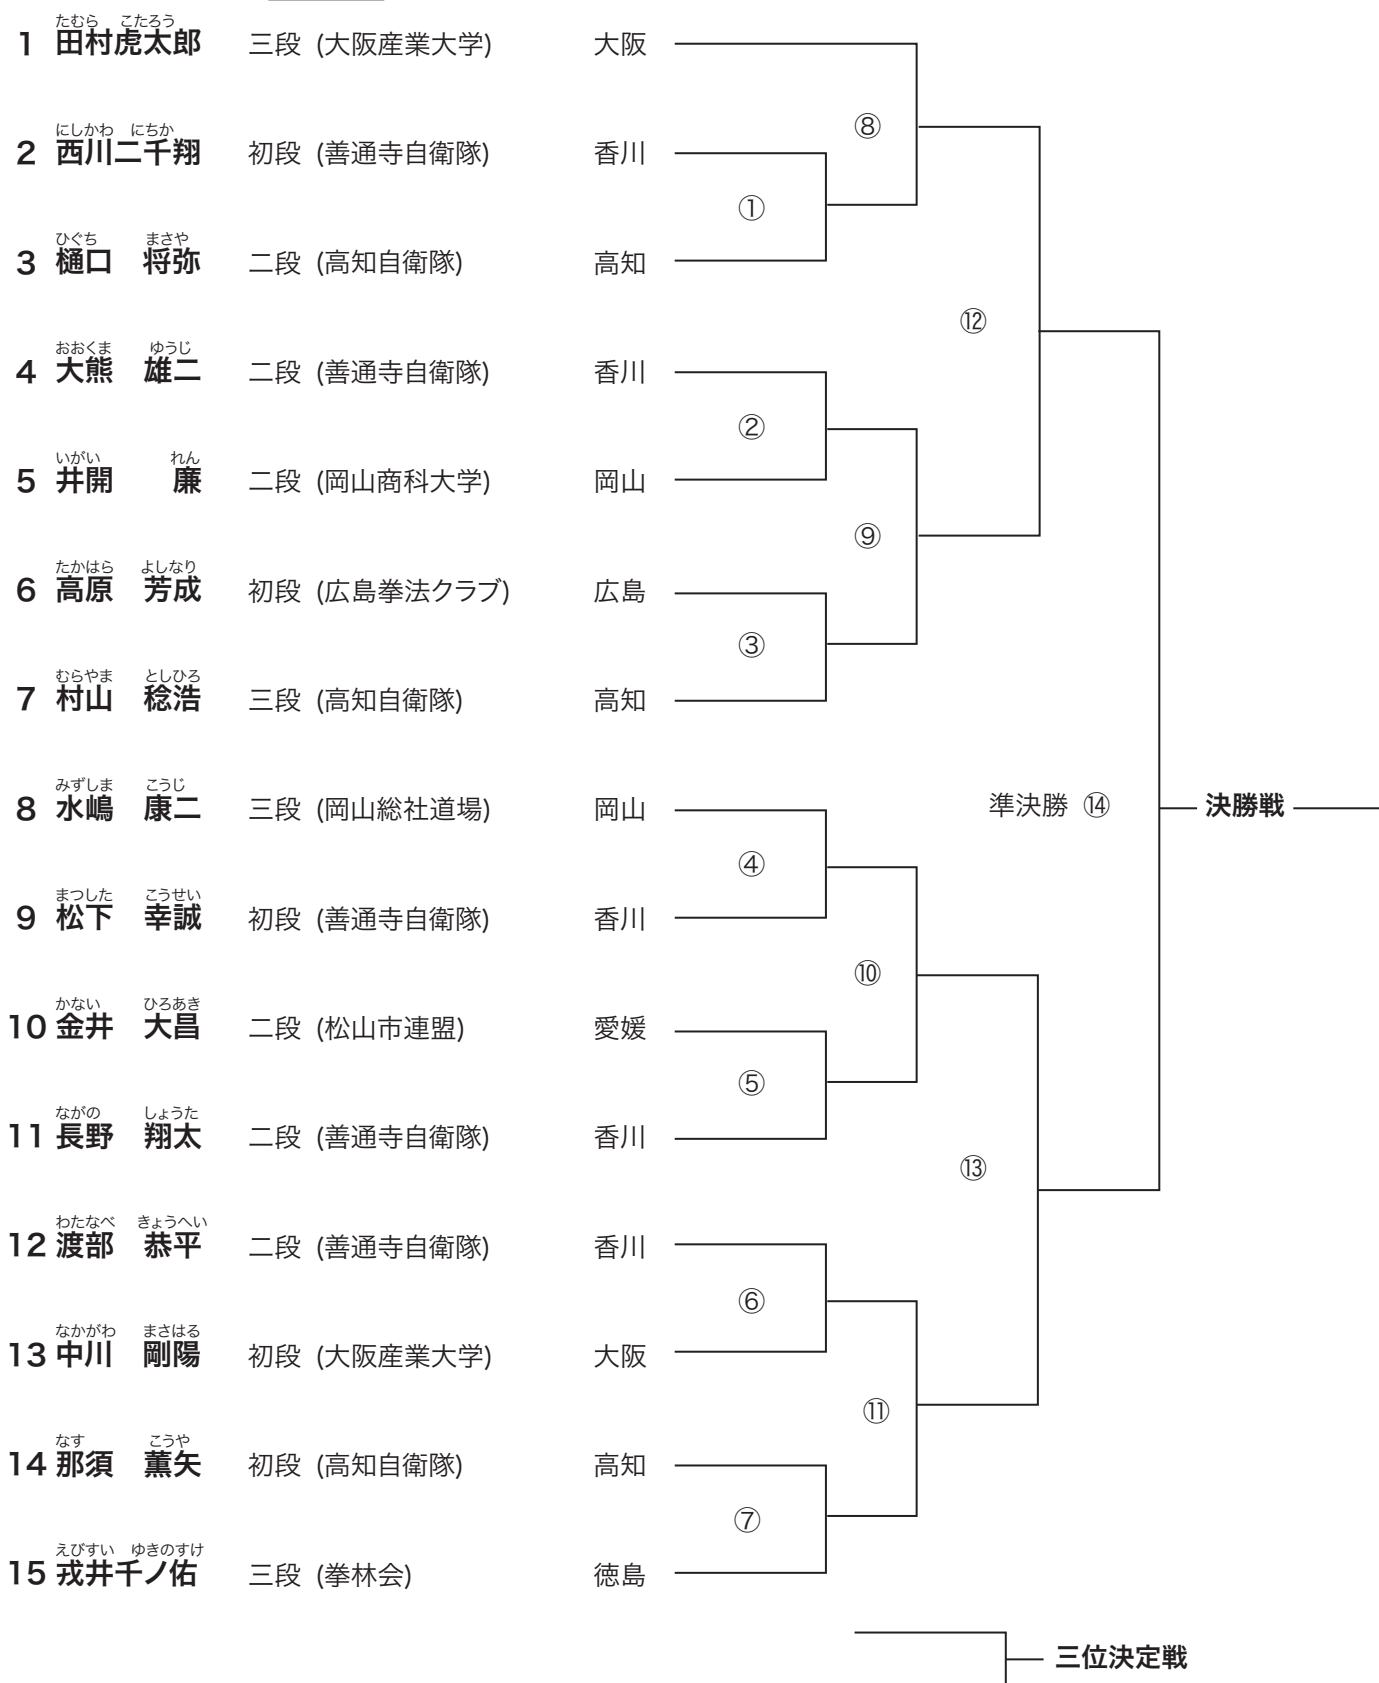 たむら こたろう
1 田村虎太郎 三段 (大阪産業大学) 大阪
⑧
にしかわ にちか
2 西川二千翔 初段 (善通寺自衛隊) 香川
①
ひぐち まさや
3 樋口 将弥 二段 (高知自衛隊) 高知
⑫
おおくま ゆうじ
4 大熊 雄二 二段 (善通寺自衛隊) 香川
②
いがい れん
5 井開 廉 二段 (岡山商科大学) 岡山
⑨
たかはら よしなり
6 高原 芳成 初段 (広島拳法クラブ) 広島
③
むらやま としひろ
7 村山 稔浩 三段 (高知自衛隊) 高知
みずしま こうじ
8 水嶋 康二 三段 (岡山総社道場) 岡山
準決勝 ⑭ 決勝戦
④
まつした こうせい
9 松下 幸誠 初段 (善通寺自衛隊) 香川
⑩
かない ひろあき
10 金井 大昌 二段 (松山市連盟) 愛媛
⑤
ながの しょうた
11 長野 翔太 二段 (善通寺自衛隊) 香川
⑬
わたなべ きょうへい
12 渡部 恭平 二段 (善通寺自衛隊) 香川
⑥
なかがわ まさはる
13 中川 剛陽 初段 (大阪産業大学) 大阪
⑪
なす こうや
14 那須 薫矢 初段 (高知自衛隊) 高知
⑦
えびすい ゆきのすけ
15 戎井千ノ佑 三段 (拳林会) 徳島
三位決定戦